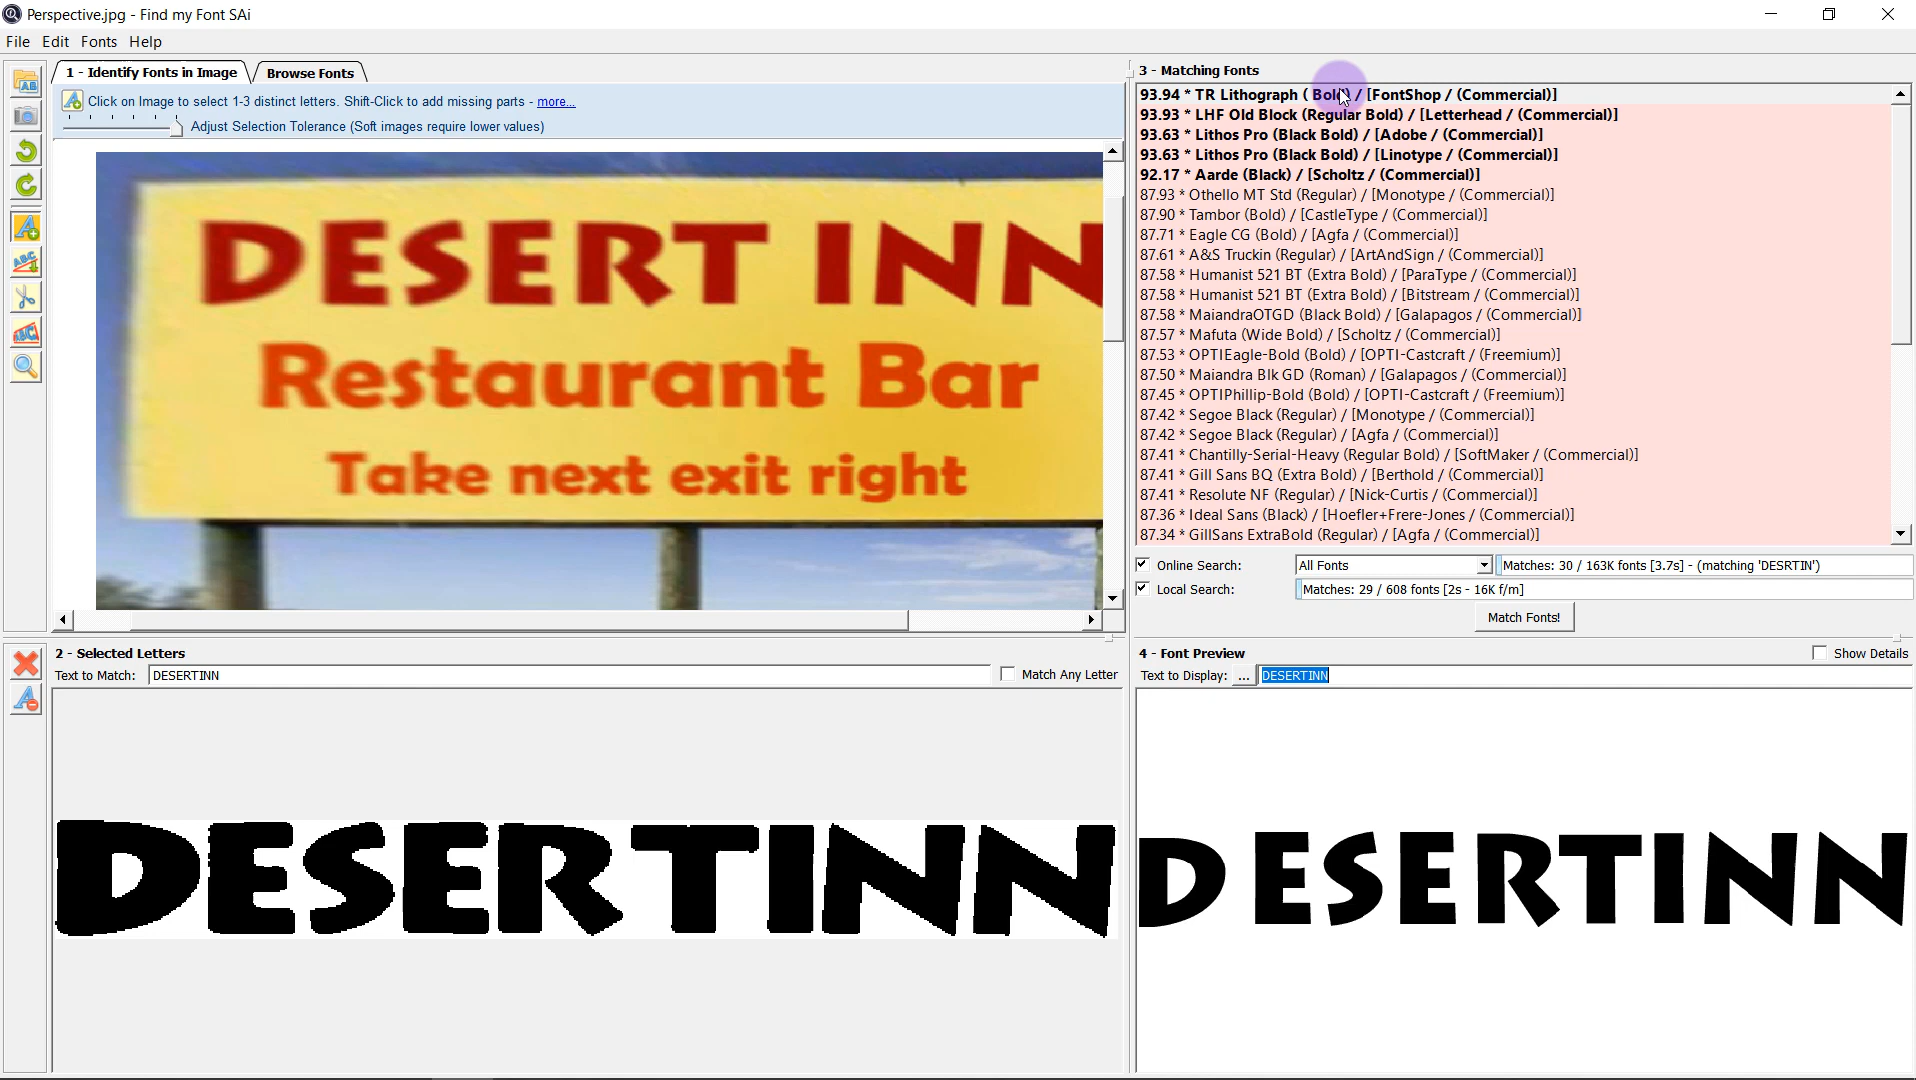 Perspective.jpg - Find my Font SAi
File Edit Fonts Help
1 - Identify Fonts in Image
Browse Fonts
Click on Image to select 1-3 distinct letters. Shift-Click to add missing parts - more...
Adjust Selection Tolerance (Soft images require lower values)
DESERT INN
Restaurant Bar
Take next exit right
3 - Matching Fonts
93.94 * TR Lithograph ( Bold) / [FontShop / (Commercial)]
93.93 * LHF Old Block (Regular Bold) / [Letterhead / (Commercial)]
93.63 * Lithos Pro (Black Bold) / [Adobe / (Commercial)]
93.63 * Lithos Pro (Black Bold) / [Linotype / (Commercial)]
92.17 * Aarde (Black) / [Scholtz / (Commercial)]
87.93 * Othello MT Std (Regular) / [Monotype / (Commercial)]
87.90 * Tambor (Bold) / [CastleType / (Commercial)]
87.71 * Eagle CG (Bold) / [Agfa / (Commercial)]
87.61 * A&S Truckin (Regular) / [ArtAndSign / (Commercial)]
87.58 * Humanist 521 BT (Extra Bold) / [ParaType / (Commercial)]
87.58 * Humanist 521 BT (Extra Bold) / [Bitstream / (Commercial)]
87.58 * MaiandraOTGD (Black Bold) / [Galapagos / (Commercial)]
87.57 * Mafuta (Wide Bold) / [Scholtz / (Commercial)]
87.53 * OPTIEagle-Bold (Bold) / [OPTI-Castcraft / (Freemium)]
87.50 * Maiandra Blk GD (Roman) / [Galapagos / (Commercial)]
87.45 * OPTIPhillip-Bold (Bold) / [OPTI-Castcraft / (Freemium)]
87.42 * Segoe Black (Regular) / [Monotype / (Commercial)]
87.42 * Segoe Black (Regular) / [Agfa / (Commercial)]
87.41 * Chantilly-Serial-Heavy (Regular Bold) / [SoftMaker / (Commercial)]
87.41 * Gill Sans BQ (Extra Bold) / [Berthold / (Commercial)]
87.41 * Resolute NF (Regular) / [Nick-Curtis / (Commercial)]
87.36 * Ideal Sans (Black) / [Hoefler+Frere-Jones / (Commercial)]
87.34 * GillSans ExtraBold (Regular) / [Agfa / (Commercial)]
Online Search: All Fonts Matches: 30 / 163K fonts [3.7s] - (matching 'DESRTIN')
Local Search: Matches: 29 / 608 fonts [2s - 16K f/m]
Match Fonts!
2 - Selected Letters
Text to Match: DESERTINN Match Any Letter
DESERTINN
4 - Font Preview Show Details
Text to Display: ... DESERTINN
DESERTINN